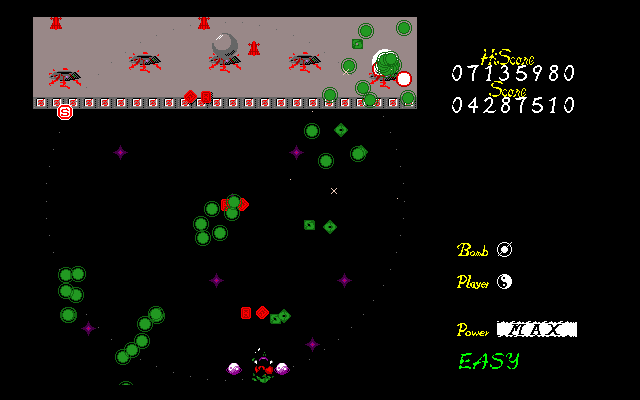 HiScore
07135980
Score
04287510
S
Bomb
Player
Power MAX
EASY